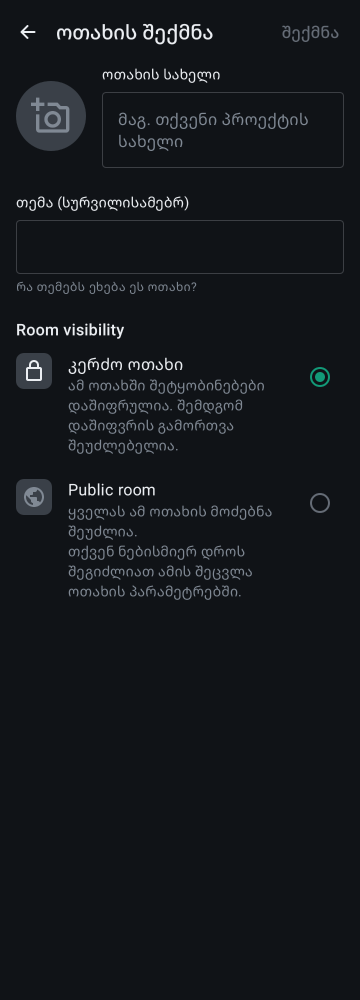 ოთახის შექმნა
შექმნა
ოთახის სახელი
მაგ. თქვენი პროექტის
სახელი
თემა (სურვილისამებრ)
რა თემებს ეხება ეს ოთახი?
Room visibility
კერძო ოთახი
ამ ოთახში შეტყობინებები
დაშიფრულია. შემდგომ
დაშიფვრის გამორთვა
შეუძლებელია.
Public room
ყველას ამ ოთახის მოძებნა
შეუძლია.
თქვენ ნებისმიერ დროს
შეგიძლიათ ამის შეცვლა
ოთახის პარამეტრებში.